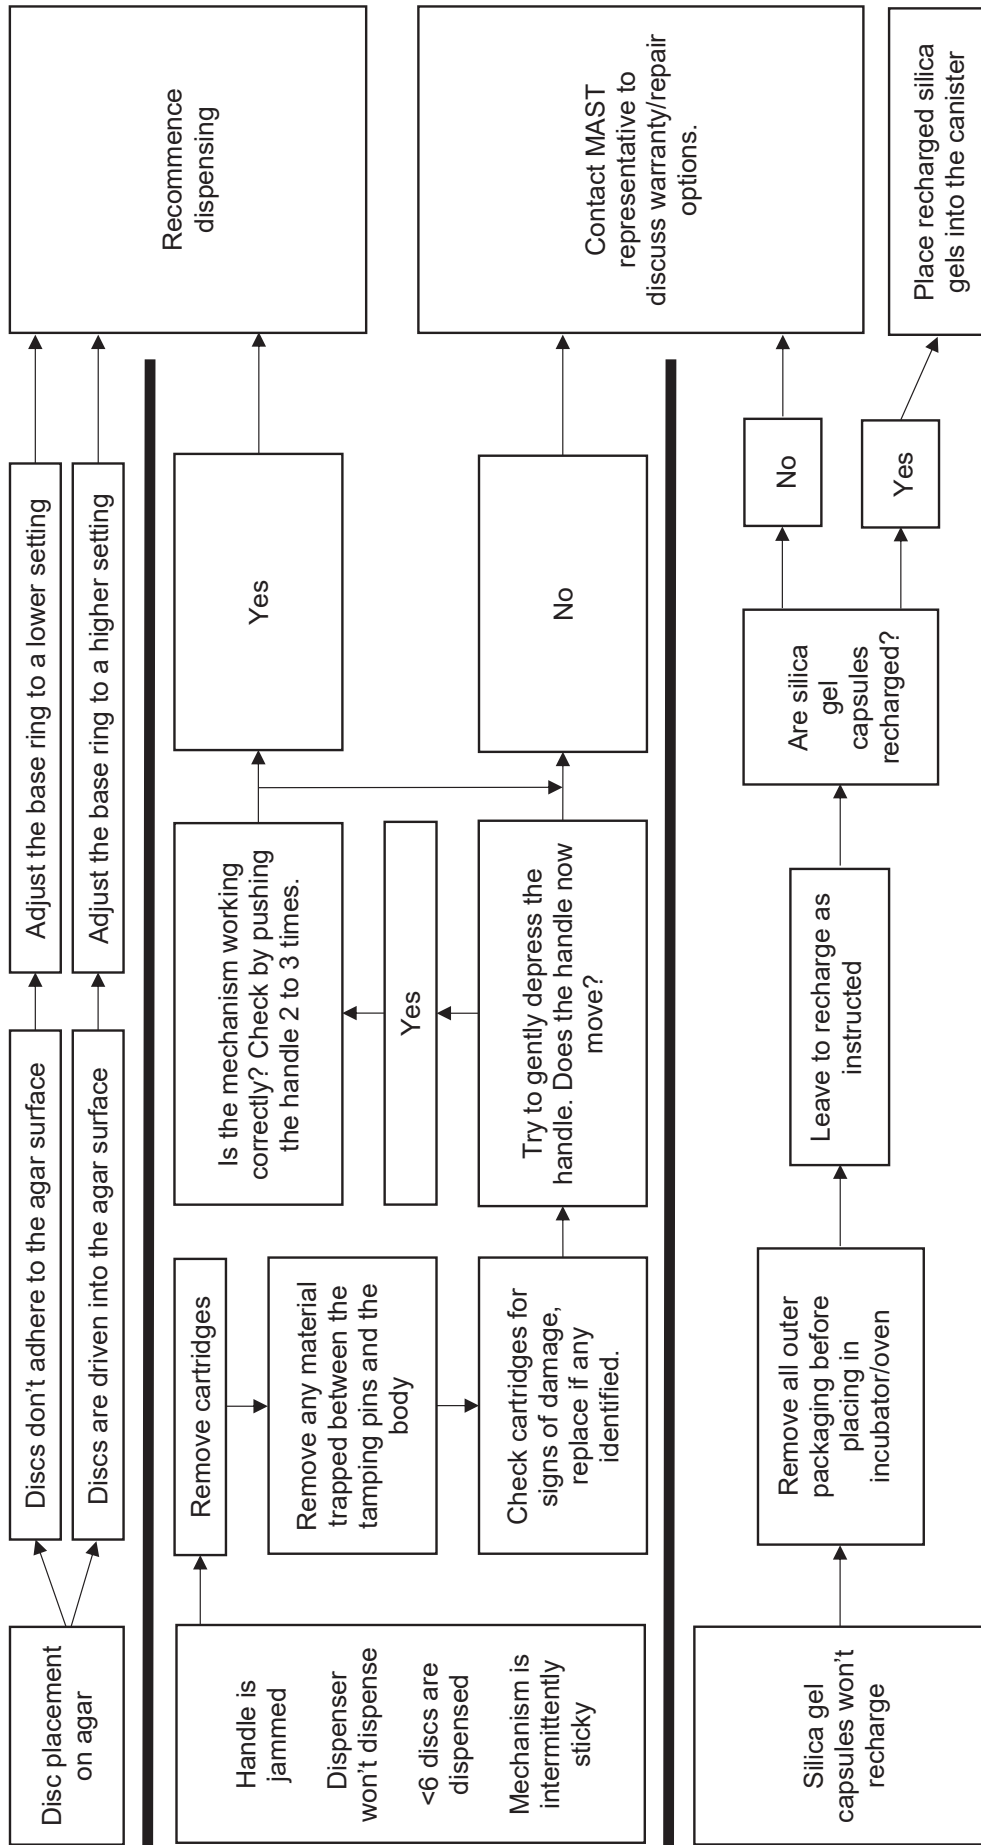 Disc placement
on agar
Discs don't adhere to the agar surface
Adjust the base ring to a lower setting
Discs are driven into the agar surface
Adjust the base ring to a higher setting
Recommence
dispensing
Handle is
jammed
Dispenser
won't dispense
<6 discs are
dispensed
Mechanism is
intermittently
sticky
Remove cartridges
Remove any material
trapped between the
tamping pins and the
body
Check cartridges for
signs of damage,
replace if any
identified.
Try to gently depress the
handle. Does the handle now
move?
Yes
Is the mechanism working
correctly? Check by pushing
the handle 2 to 3 times.
Yes
No
Contact MAST
representative to
discuss warranty/repair
options.
Silica gel
capsules won't
recharge
Remove all outer
packaging before
placing in
incubator/oven
Leave to recharge as
instructed
Are silica
gel
capsules
recharged?
No
Yes
Place recharged silica
gels into the canister